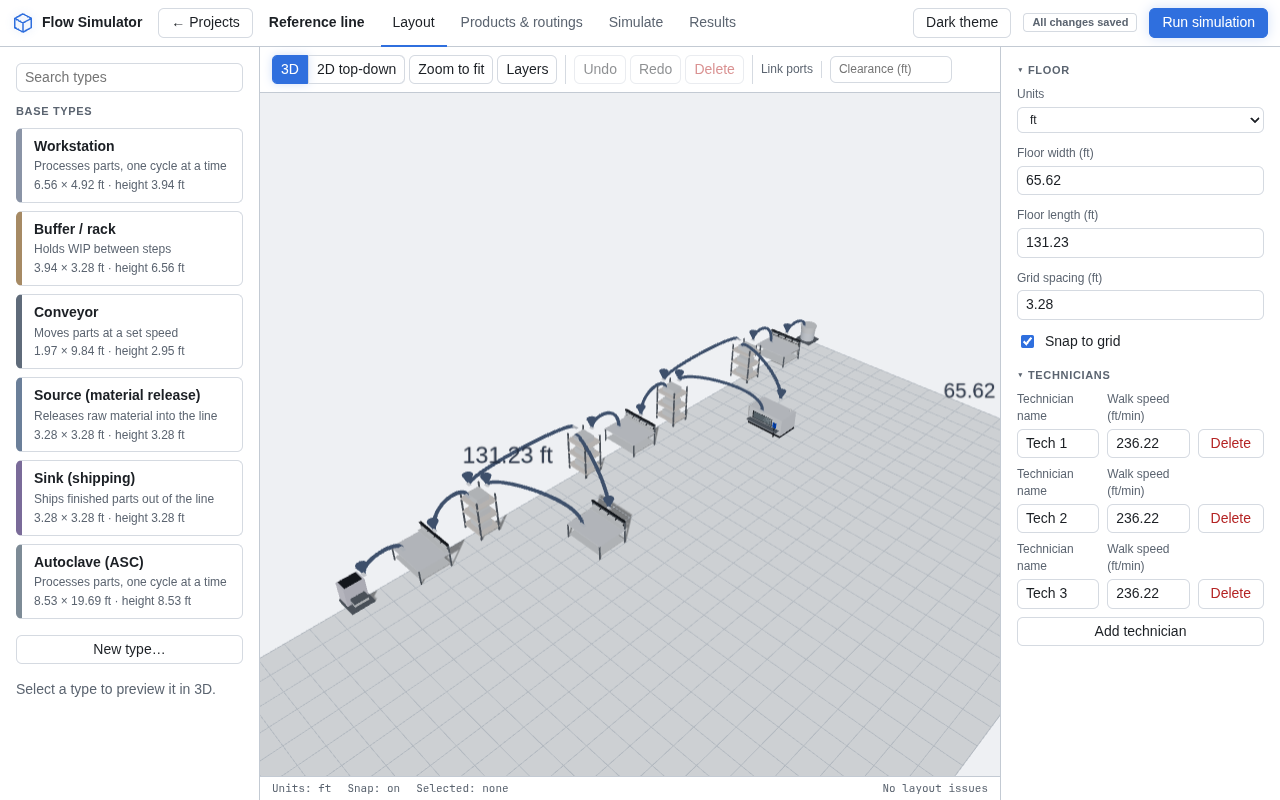 Flow Simulator
← Projects
Reference line
Layout
Products & routings
Simulate
Results
Dark theme
All changes saved
Run simulation
Search types
BASE TYPES
Workstation
Processes parts, one cycle at a time
6.56 × 4.92 ft · height 3.94 ft
Buffer / rack
Holds WIP between steps
3.94 × 3.28 ft · height 6.56 ft
Conveyor
Moves parts at a set speed
1.97 × 9.84 ft · height 2.95 ft
Source (material release)
Releases raw material into the line
3.28 × 3.28 ft · height 3.28 ft
Sink (shipping)
Ships finished parts out of the line
3.28 × 3.28 ft · height 3.28 ft
Autoclave (ASC)
Processes parts, one cycle at a time
8.53 × 19.69 ft · height 8.53 ft
New type…
Select a type to preview it in 3D.
3D
2D top-down
Zoom to fit
Layers
Undo
Redo
Delete
Link ports
Clearance (ft)
65.62
131.23 ft
Units: ft
Snap: on
Selected: none
No layout issues
FLOOR
Units
ft
Floor width (ft)
65.62
Floor length (ft)
131.23
Grid spacing (ft)
3.28
Snap to grid
TECHNICIANS
Technician name
Walk speed (ft/min)
Tech 1
236.22
Delete
Technician name
Walk speed (ft/min)
Tech 2
236.22
Delete
Technician name
Walk speed (ft/min)
Tech 3
236.22
Delete
Add technician